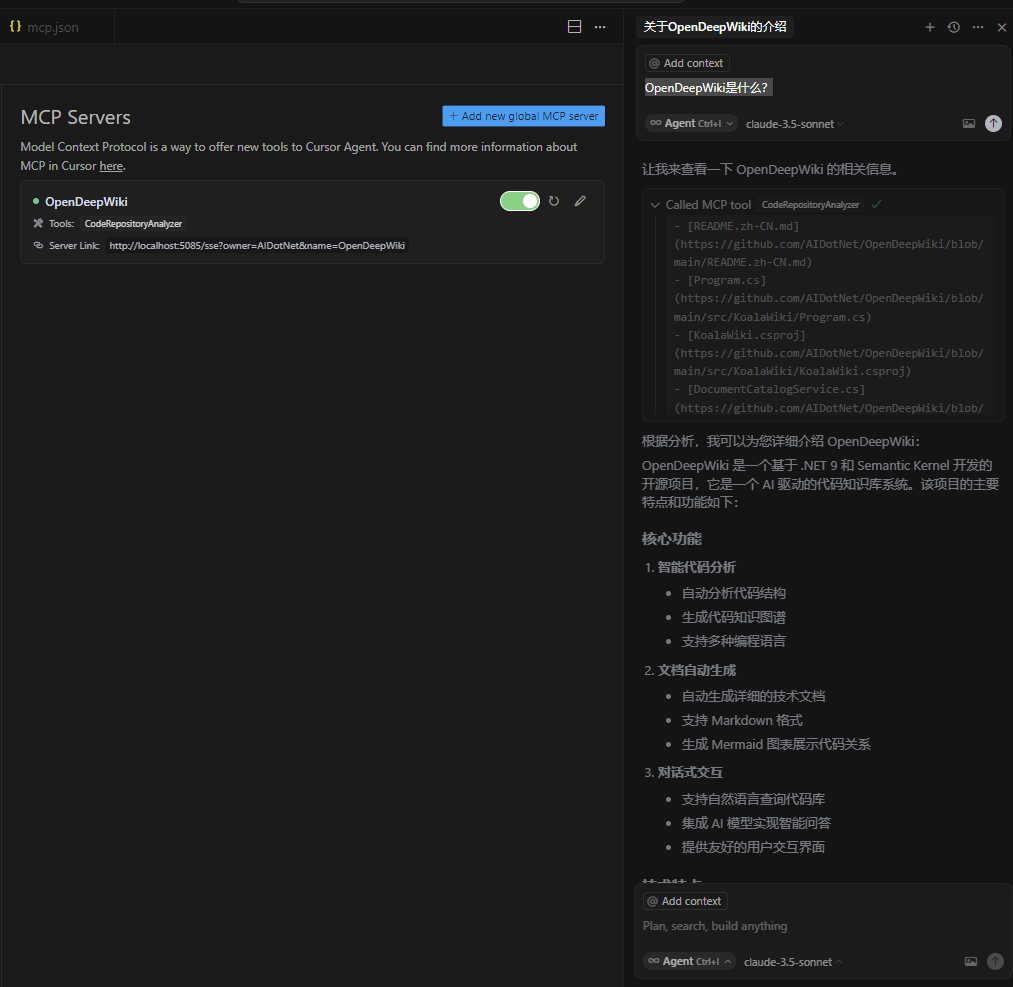 {} mcp.json
MCP Servers
+ Add new global MCP server
Model Context Protocol is a way to offer new tools to Cursor Agent. You can find more information about
MCP in Cursor here.
OpenDeepWiki
Tools: CodeRepositoryAnalyzer
Server Link: http://localhost:5085/sse?owner=AIDotNet&name=OpenDeepWiki
关于OpenDeepWiki的介绍
@ Add context
OpenDeepWiki是什么?
∞ Agent Ctrl+I claude-3.5-sonnet
让我来查看一下 OpenDeepWiki 的相关信息。
Called MCP tool CodeRepositoryAnalyzer
- [README.zh-CN.md]
(https://github.com/AIDotNet/OpenDeepWiki/blob/
main/README.zh-CN.md)
- [Program.cs]
(https://github.com/AIDotNet/OpenDeepWiki/blob/
main/src/KoalaWiki/Program.cs)
- [KoalaWiki.csproj]
(https://github.com/AIDotNet/OpenDeepWiki/blob/
main/src/KoalaWiki/KoalaWiki.csproj)
- [DocumentCatalogService.cs]
(https://github.com/AIDotNet/OpenDeepWiki/blob/
根据分析，我可以为您详细介绍 OpenDeepWiki：
OpenDeepWiki 是一个基于 .NET 9 和 Semantic Kernel 开发的
开源项目，它是一个 AI 驱动的代码知识库系统。该项目的主要
特点和功能如下：
核心功能
1. 智能代码分析
• 自动分析代码结构
• 生成代码知识图谱
• 支持多种编程语言
2. 文档自动生成
• 自动生成详细的技术文档
• 支持 Markdown 格式
• 生成 Mermaid 图表展示代码关系
3. 对话式交互
• 支持自然语言查询代码库
• 集成 AI 模型实现智能问答
• 提供友好的用户交互界面
@ Add context
Plan, search, build anything
∞ Agent Ctrl+I claude-3.5-sonnet